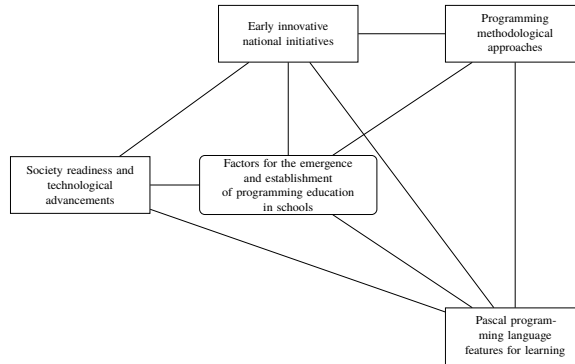 Early innovative
national initiatives
Programming
methodological
approaches
Society readiness and
technological
advancements
Factors for the emergence
and establishment
of programming education
in schools
Pascal program-
ming language
features for learning